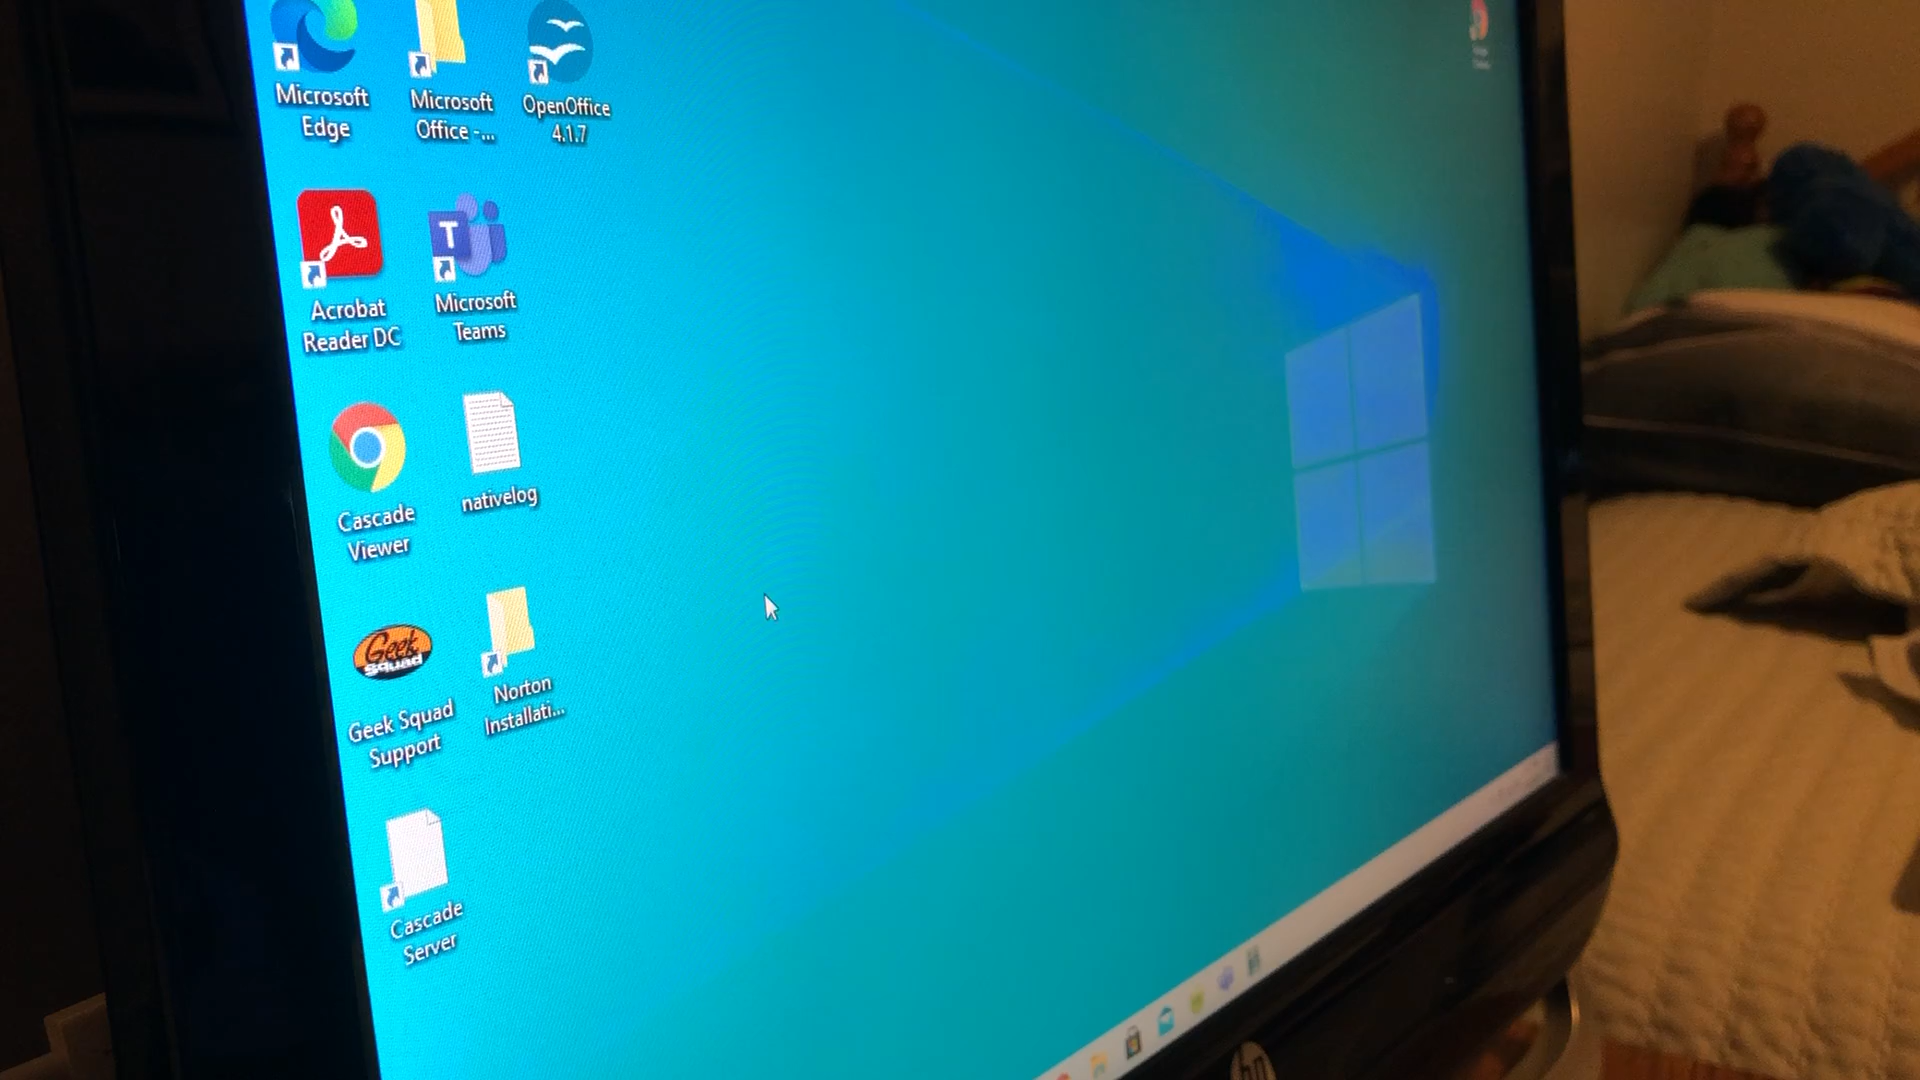 Microsoft
Edge
Microsoft
Office -...
OpenOffice
4.1.7
Acrobat
Reader DC
T
Microsoft
Teams
Cascade
Viewer
nativelog
Geek
Squad
Geek Squad
Support
Norton
Installati...
Cascade
Server
hp